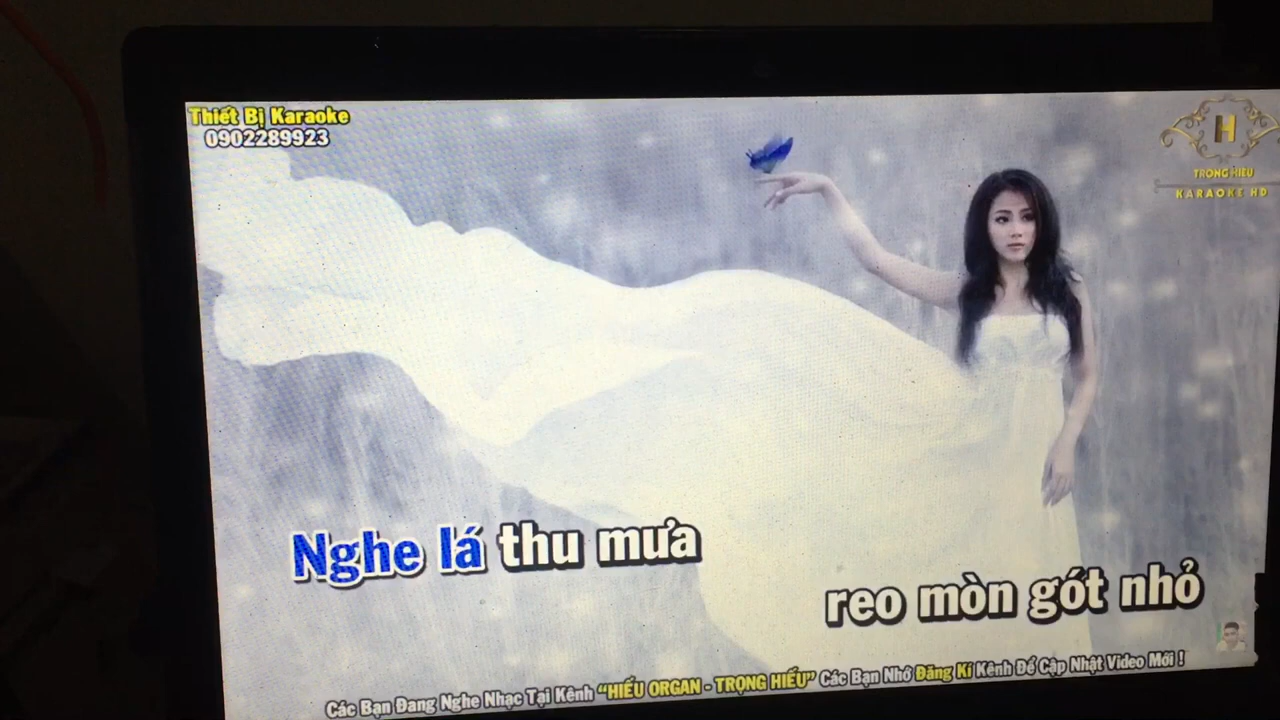 Thiết Bị Karaoke
0902289923
H
TRỌNG HIẾU
KARAOKE HD
Nghe lá thu mưa
reo mòn gót nhỏ
Các Bạn Đang Nghe Nhạc Tại Kênh “HIẾU ORGAN - TRỌNG HIẾU” Các Bạn Nhớ Đăng Kí Kênh Để Cập Nhật Video Mới !